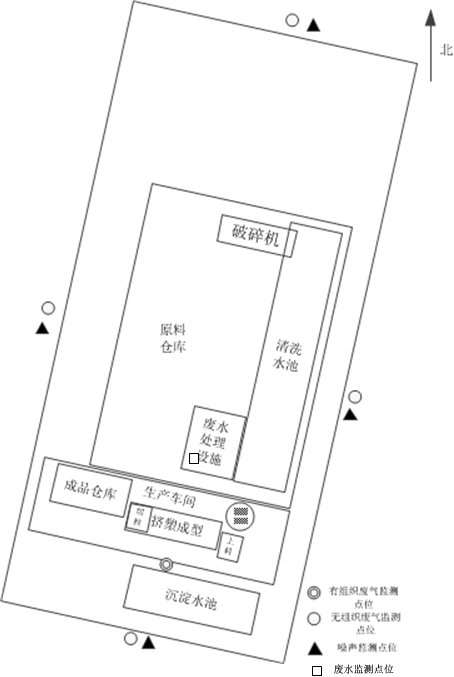 北
破碎机
原料
仓库
清洗
水池
废水
处理
设施
成品仓库
生产车间
切
粒
挤塑成型
上
料
沉淀水池
有组织废气监测
点位
无组织废气监测
点位
噪声监测点位
废水监测点位